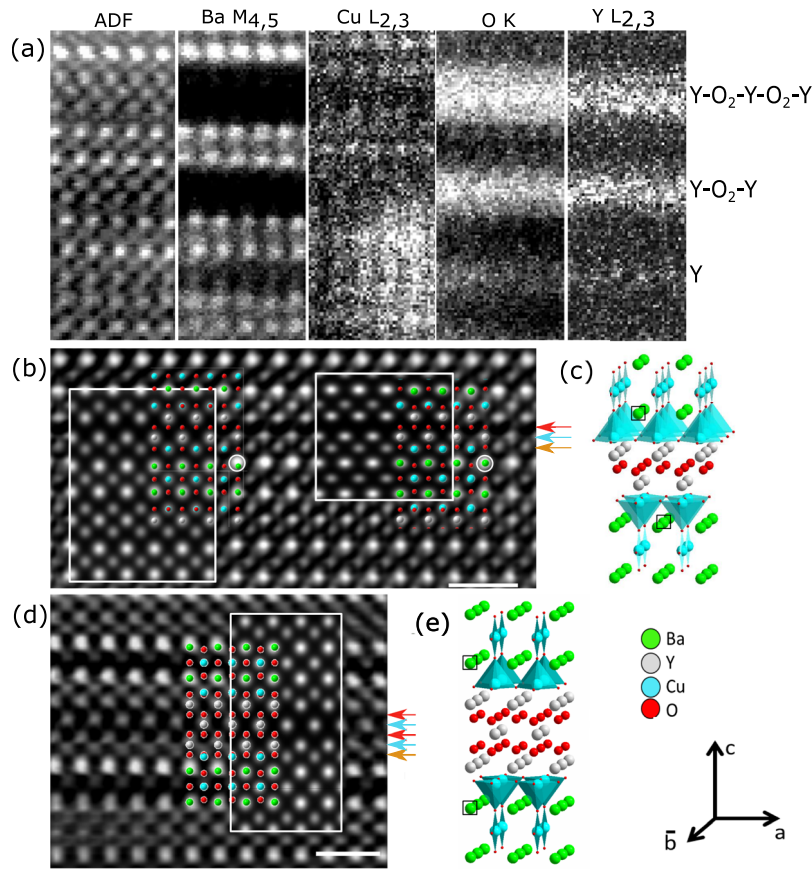 ADF Ba M4,5 Cu L2,3 O K Y L2,3
(a)
Y-O2-Y-O2-Y
Y-O2-Y
Y
(b)
(c)
(d)
(e)
Ba
Y
Cu
O
c
a
b̄